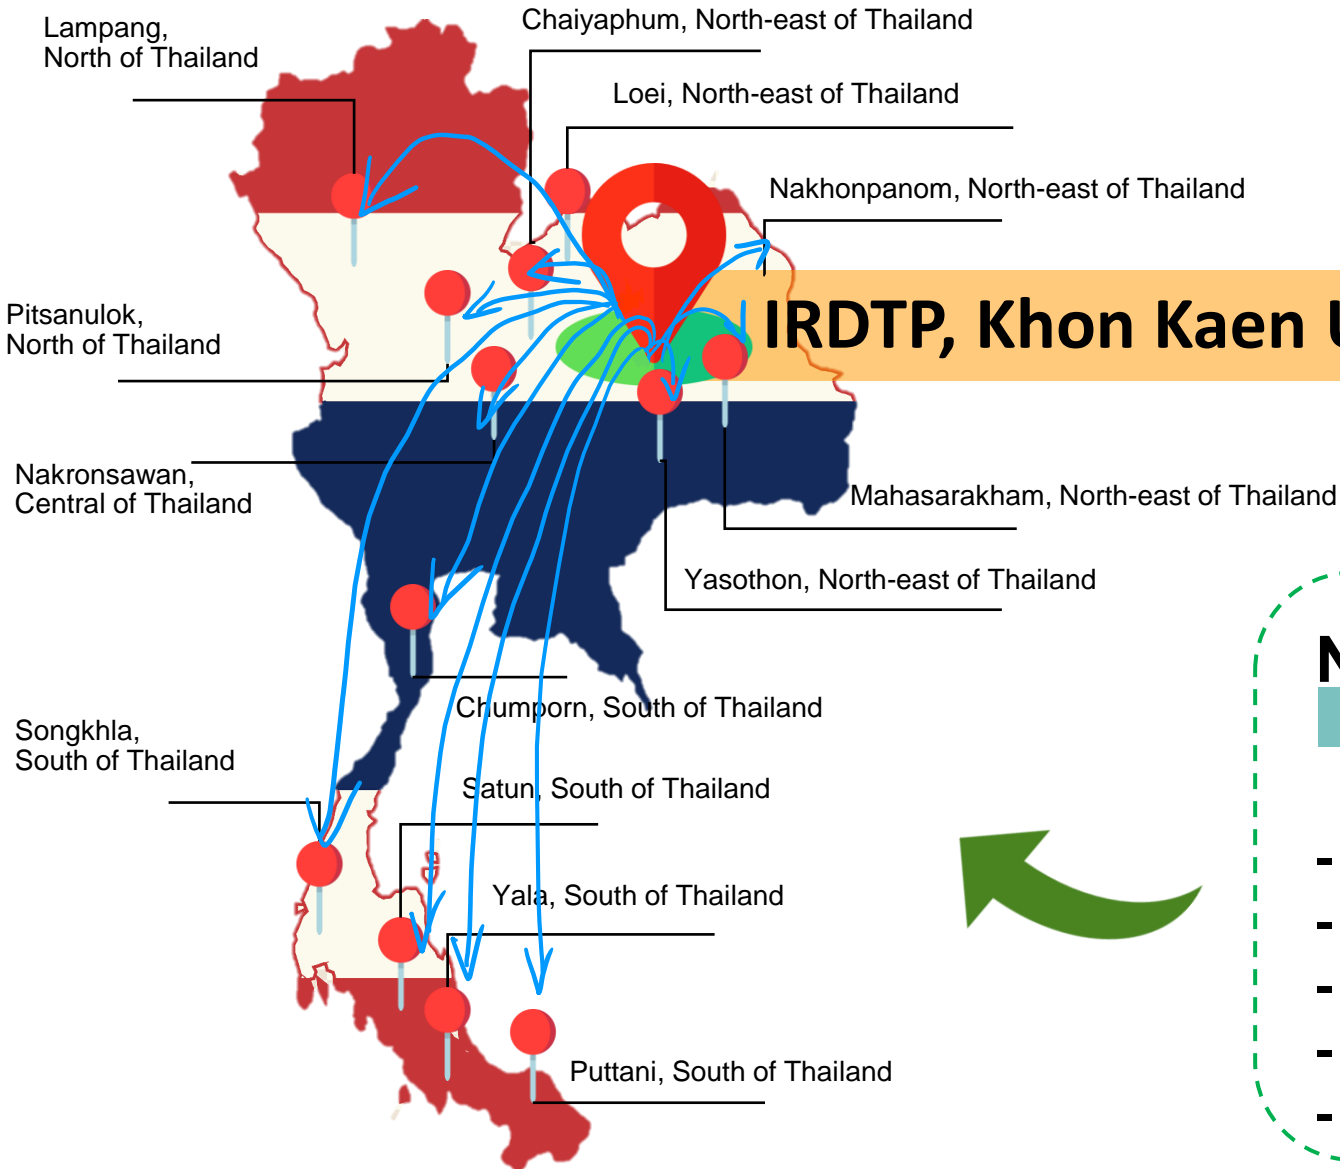 Lampang,
North of Thailand
Chaiyaphum, North-east of Thailand
Loei, North-east of Thailand
Nakhonpanom, North-east of Thailand
IRDTP, Khon Kaen U
Pitsanulok,
North of Thailand
Nakronsawan,
Central of Thailand
Mahasarakham, North-east of Thailand
Yasothon, North-east of Thailand
N
Chumporn, South of Thailand
Songkhla,
South of Thailand
Satun, South of Thailand
-
Yala, South of Thailand
-
-
-
Puttani, South of Thailand
-